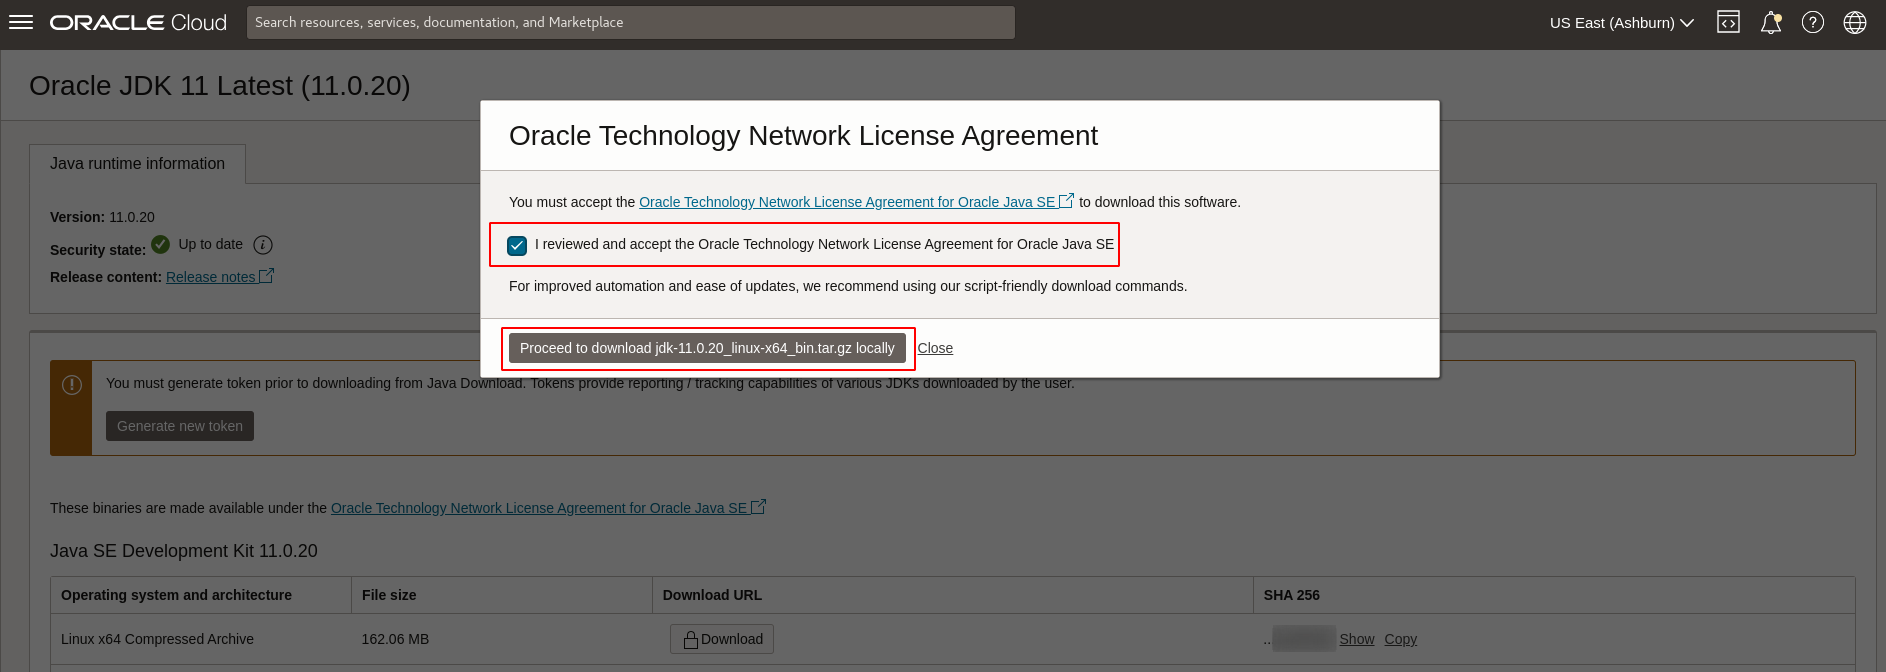 ORACLE Cloud
Search resources, services, documentation, and Marketplace
US East (Ashburn)
Oracle JDK 11 Latest (11.0.20)
Java runtime information
Version: 11.0.20
Security state: Up to date
Release content: Release notes
Oracle Technology Network License Agreement
You must accept the Oracle Technology Network License Agreement for Oracle Java SE to download this software.
I reviewed and accept the Oracle Technology Network License Agreement for Oracle Java SE
For improved automation and ease of updates, we recommend using our script-friendly download commands.
Proceed to download jdk-11.0.20_linux-x64_bin.tar.gz locally Close
You must generate token prior to downloading from Java Download. Tokens provide reporting / tracking capabilities of various JDKs downloaded by the user.
Generate new token
These binaries are made available under the Oracle Technology Network License Agreement for Oracle Java SE
Java SE Development Kit 11.0.20
Operating system and architecture File size Download URL SHA 256
Linux x64 Compressed Archive 162.06 MB Download .. Show Copy